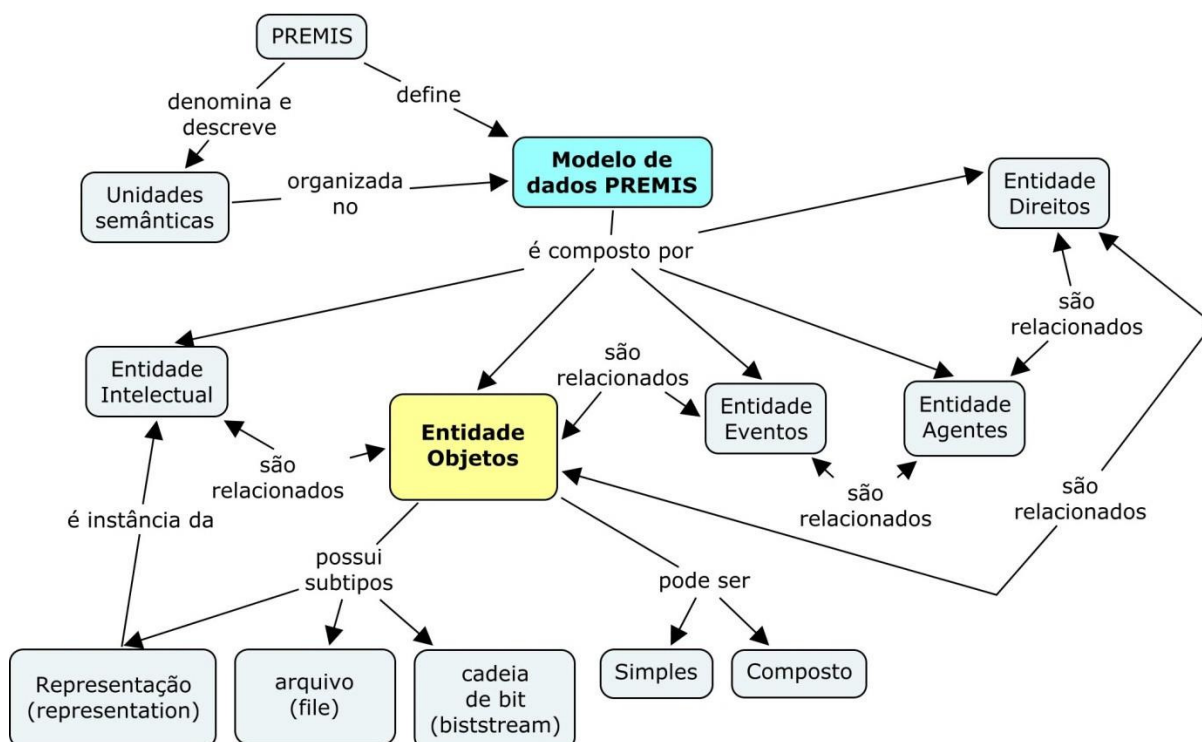 PREMIS
denomina e
descreve
define
Unidades
semânticas
organizada
no
Modelo de
dados PREMIS
Entidade
Direitos
é composto por
são
relacionados
Entidade
Intelectual
são
relacionados
Entidade
Objetos
Entidade
Eventos
Entidade
Agentes
são
relacionados
são
relacionados
são
relacionados
é instância da
possui
subtipos
pode ser
Representação
(representation)
arquivo
(file)
cadeia
de bit
(biststream)
Simples
Composto